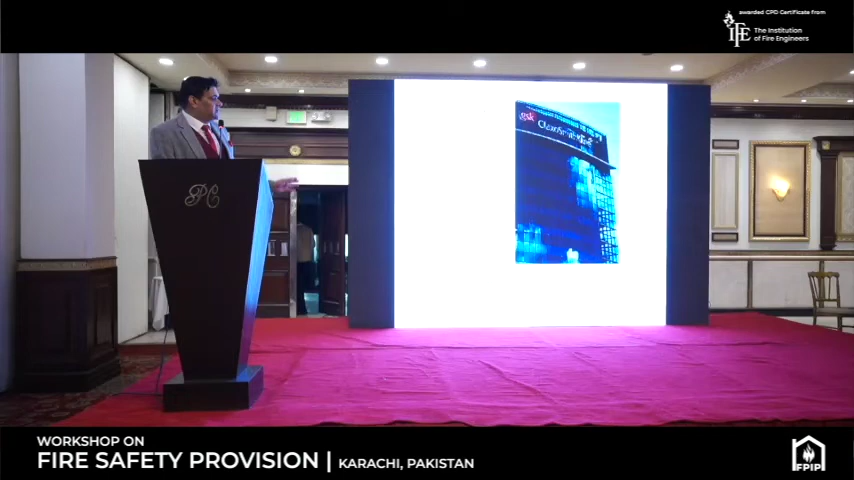 awarded CPD Certificate from
IFE The Institution
of Fire Engineers
gsk GlaxoSmithKline
PC
WORKSHOP ON
FIRE SAFETY PROVISION | KARACHI, PAKISTAN
FPIP